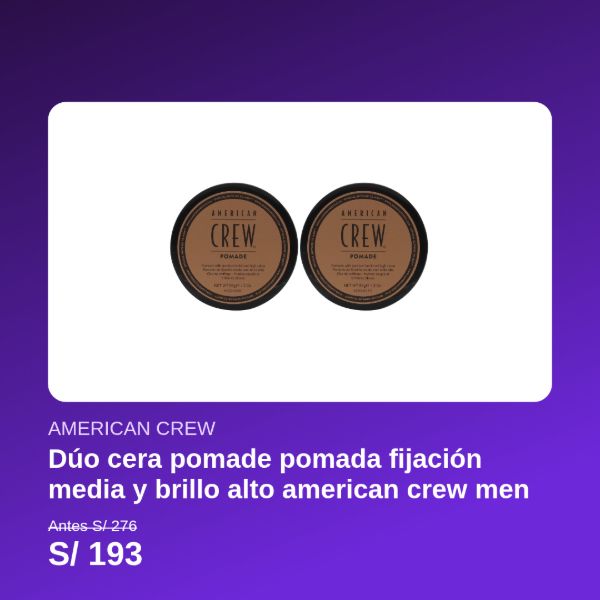 AMERICAN
CREW
POMADE
AMERICAN
CREW
POMADE
AMERICAN CREW
Dúo cera pomade pomada fijación
media y brillo alto american crew men
Antes S/ 276
S/ 193